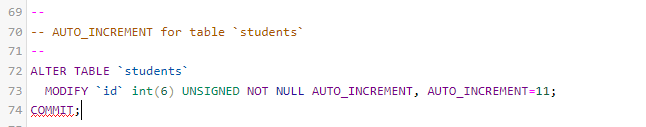 69 --
70 -- AUTO_INCREMENT for table `students`
71 --
72 ALTER TABLE `students`
73 MODIFY `id` int(6) UNSIGNED NOT NULL AUTO_INCREMENT, AUTO_INCREMENT=11;
74 COMMIT;